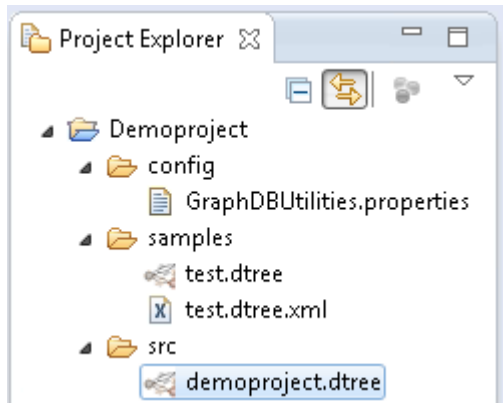 Project Explorer
Demoproject
config
GraphDBUtilities.properties
samples
test.dtree
test.dtree.xml
src
demoproject.dtree